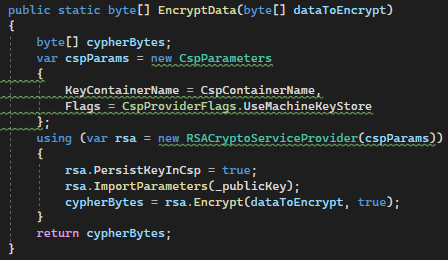 public static byte[] EncryptData(byte[] dataToEncrypt)
{
    byte[] cypherBytes;
    var cspParams = new CspParameters
    {
        KeyContainerName = CspContainerName,
        Flags = CspProviderFlags.UseMachineKeyStore
    };
    using (var rsa = new RSACryptoServiceProvider(cspParams))
    {
        rsa.PersistKeyInCsp = true;
        rsa.ImportParameters(_publicKey);
        cypherBytes = rsa.Encrypt(dataToEncrypt, true);
    }
    return cypherBytes;
}